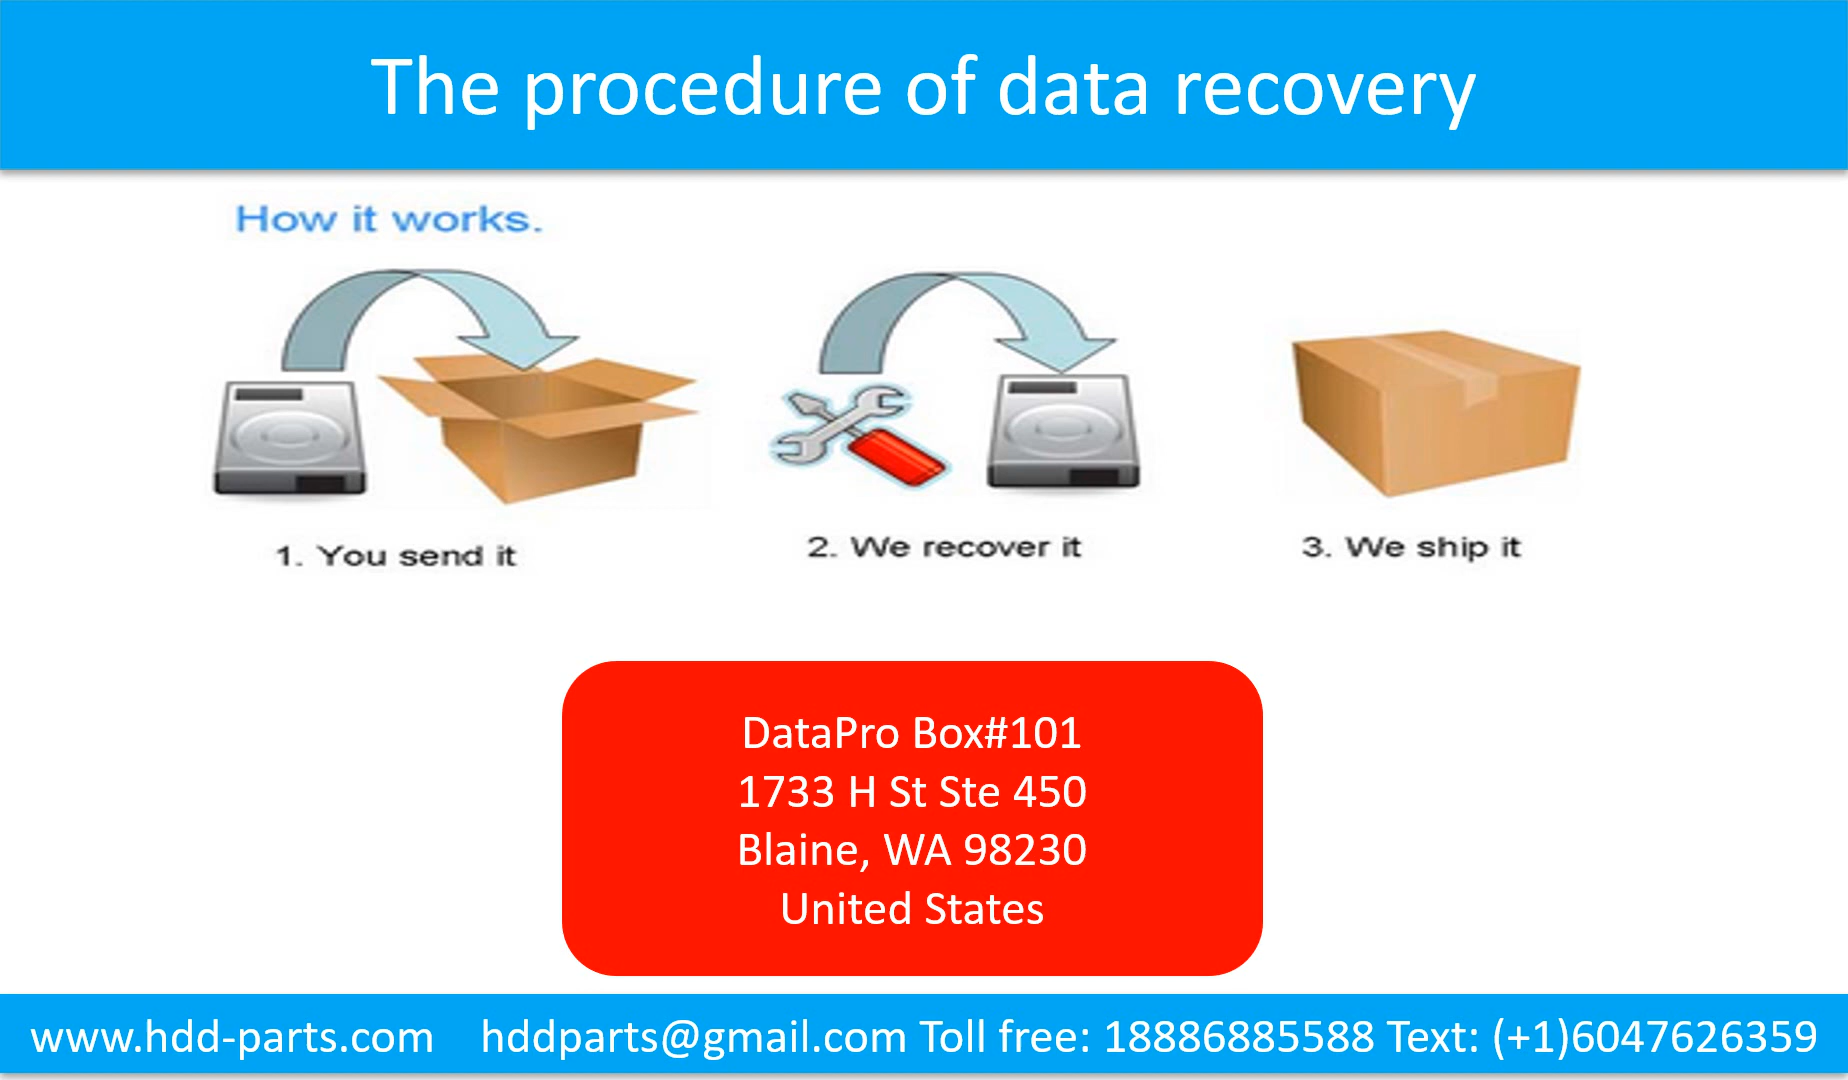 The procedure of data recovery
How it works.
1. You send it
2. We recover it
3. We ship it
DataPro Box#101
1733 H St Ste 450
Blaine, WA 98230
United States
www.hdd-parts.com hddparts@gmail.com Toll free: 18886885588 Text: (+1)6047626359